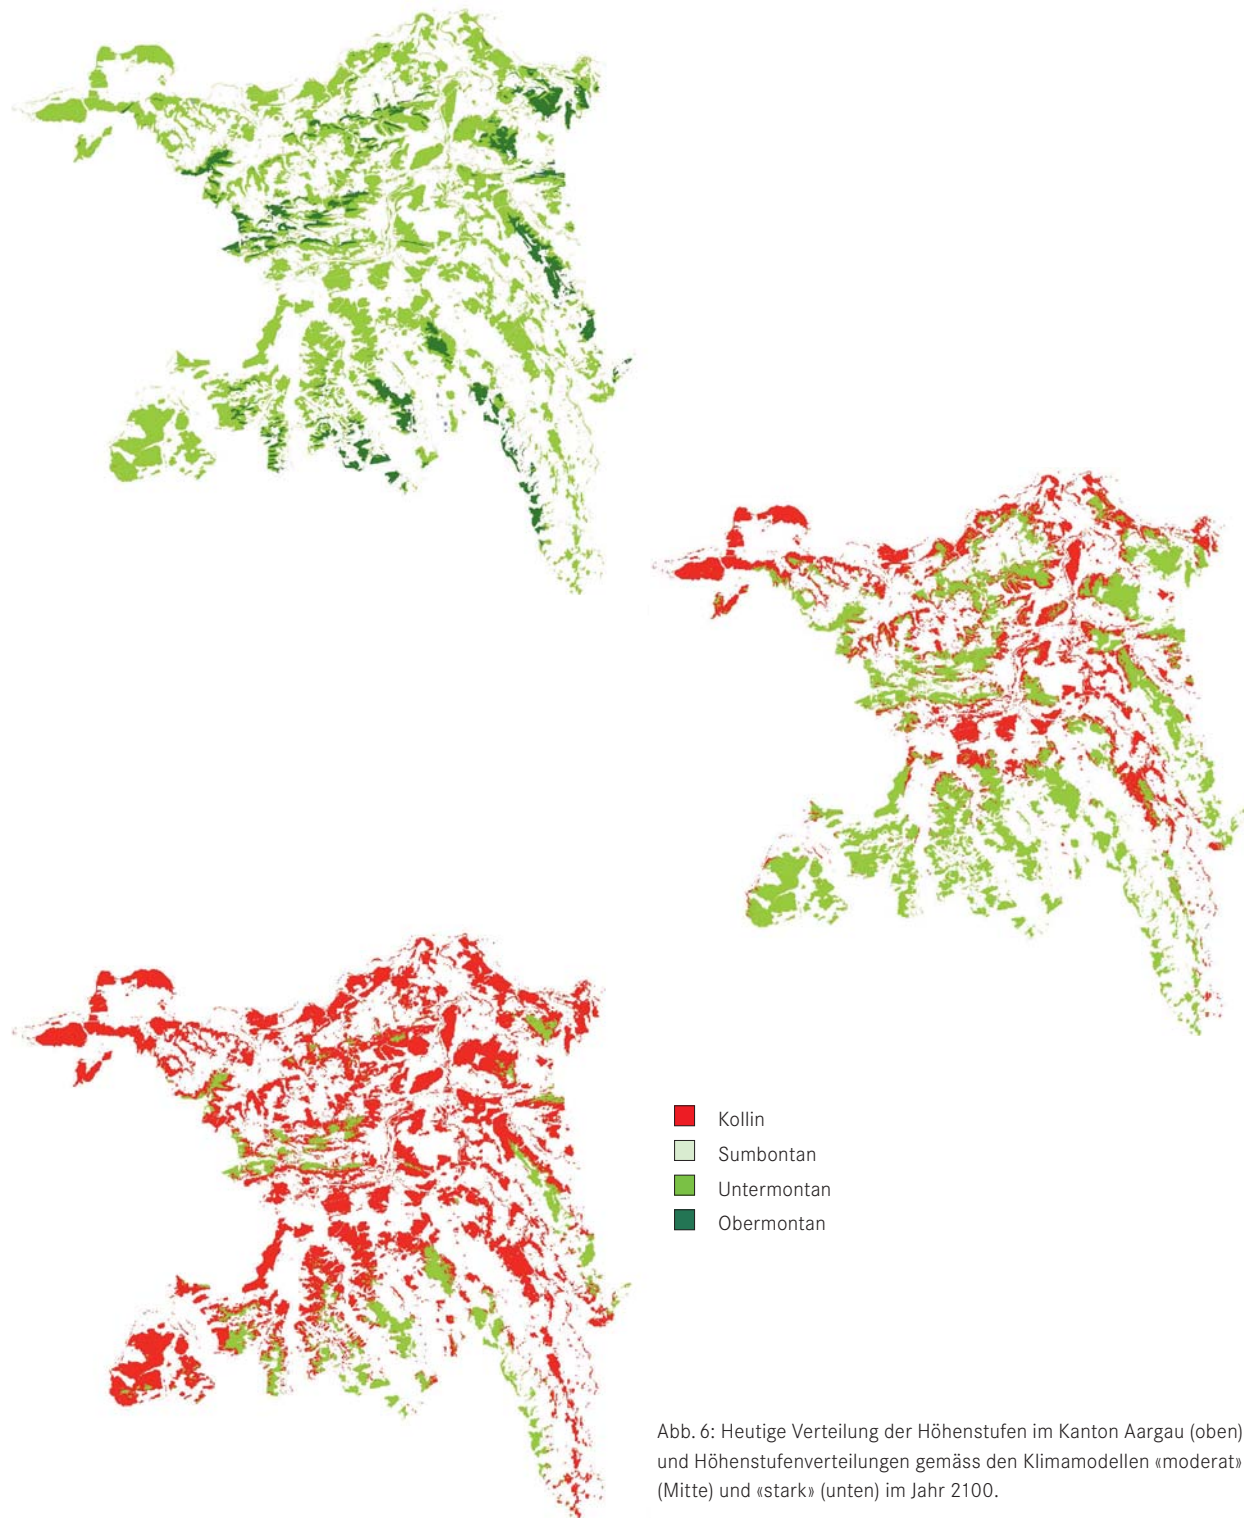 Kollin
Sumbontan
Untermontan
Obermontan
Abb. 6: Heutige Verteilung der Höhenstufen im Kanton Aargau (oben)
und Höhenstufenverteilungen gemäss den Klimamodellen «moderat»
(Mitte) und «stark» (unten) im Jahr 2100.